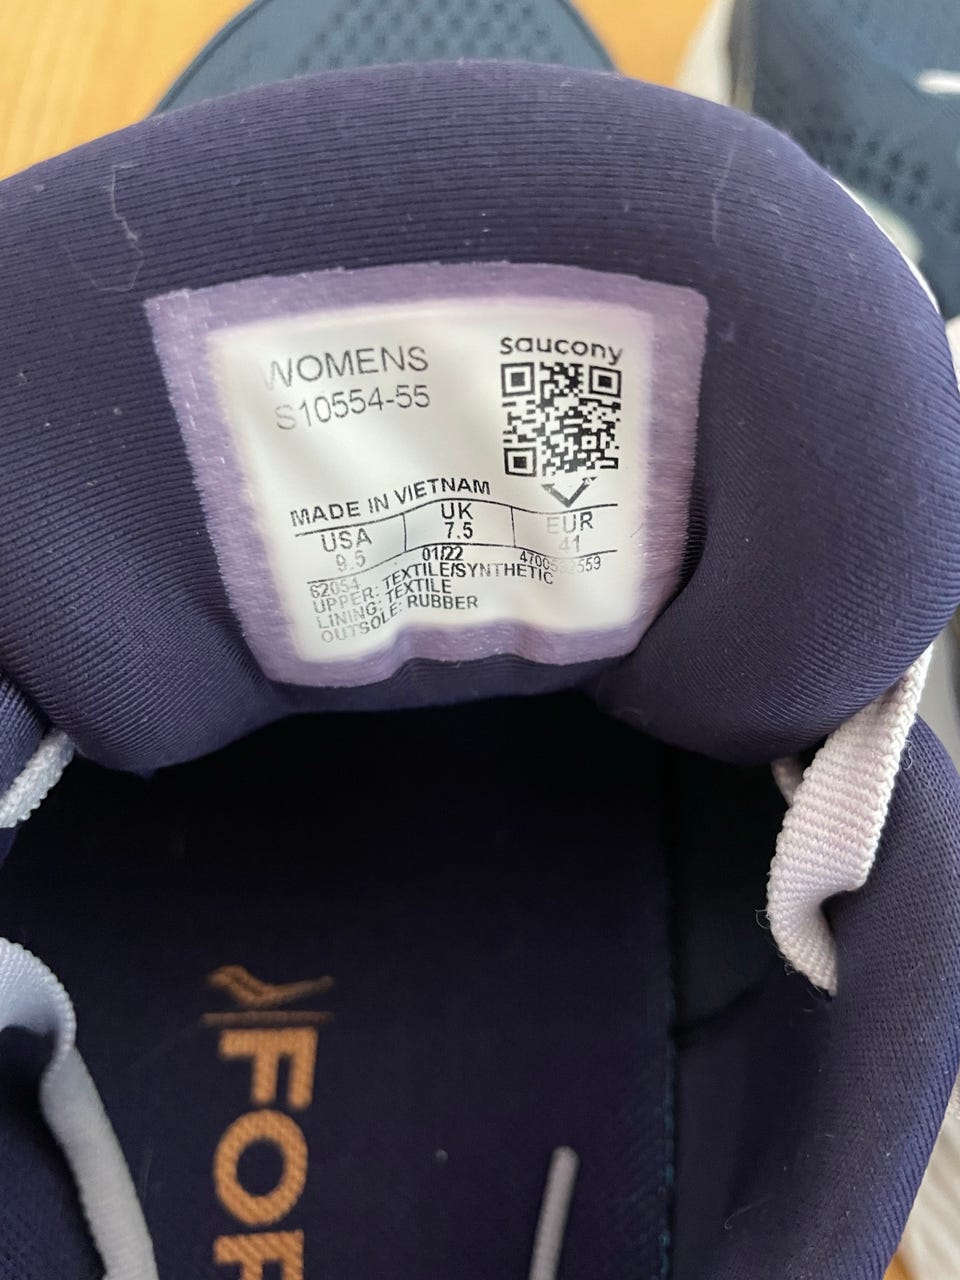 WOMENS
S10554-55
saucony
MADE IN VIETNAM
USA UK EUR
9.5 7.5 41
62054 01/22
UPPER: TEXTILE/SYNTHETIC
LINING: TEXTILE
OUTSOLE: RUBBER